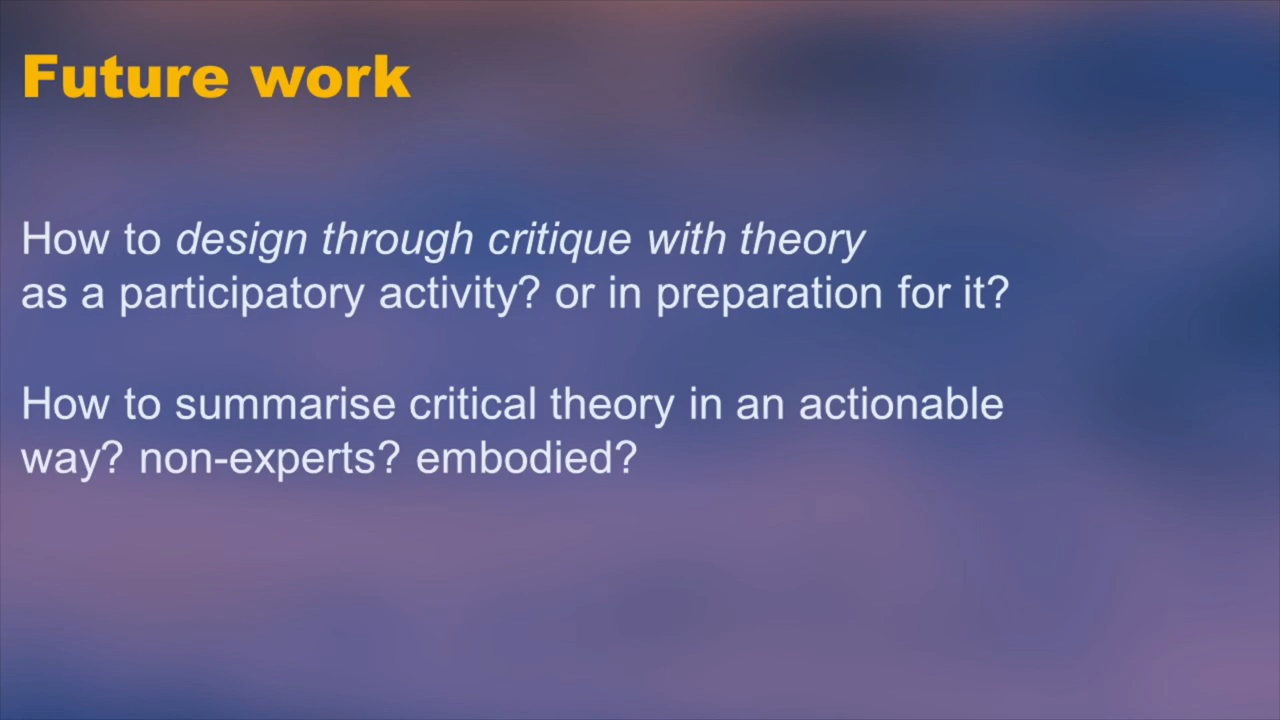 Future work
How to design through critique with theory
as a participatory activity? or in preparation for it?
How to summarise critical theory in an actionable
way? non-experts? embodied?